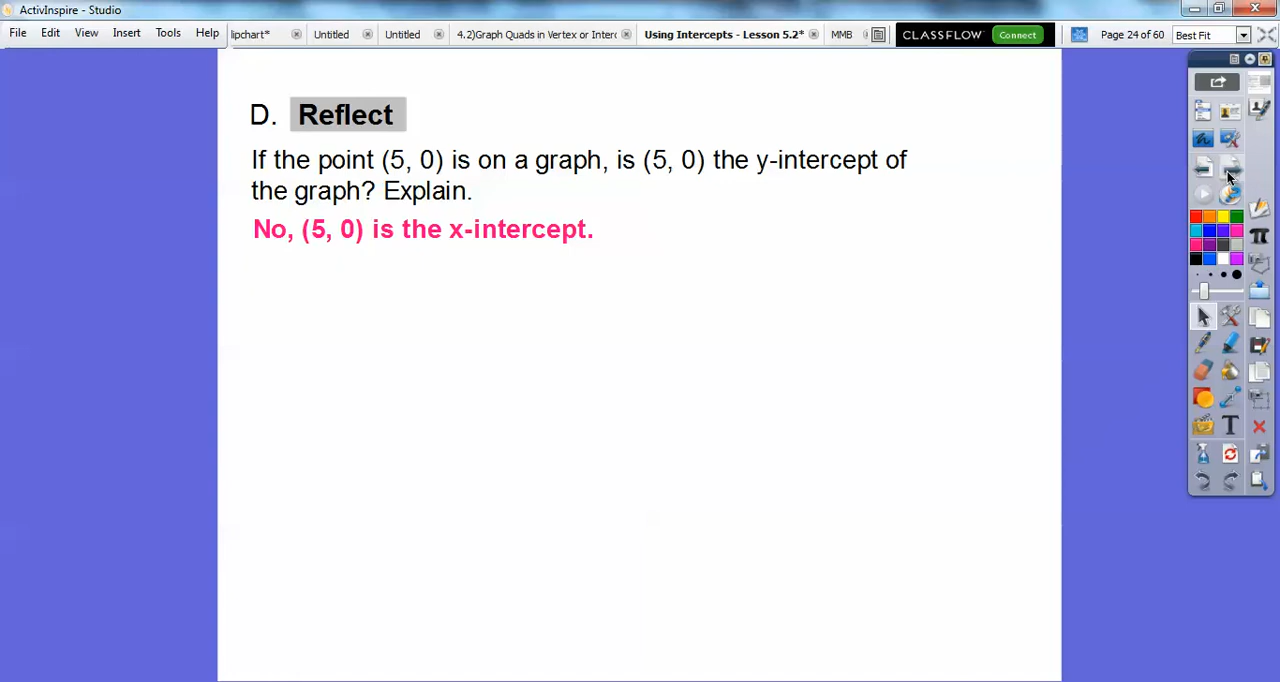 ActivInspire - Studio
File Edit View Insert Tools Help
lipchart* Untitled Untitled 4.2)Graph Quads in Vertex or Inter Using Intercepts - Lesson 5.2* MMB CLASSFLOW Connect Page 24 of 60 Best Fit
D. Reflect
If the point (5, 0) is on a graph, is (5, 0) the y-intercept of
the graph? Explain.
No, (5, 0) is the x-intercept.